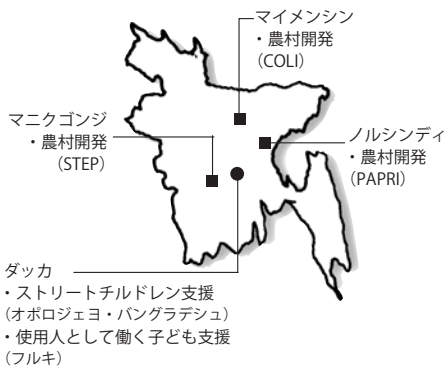 マイメンシン
・農村開発
（COLI）
マニクゴンジ
・農村開発
（STEP）
ノルシンディ
・農村開発
（PAPRI）
ダッカ
・ストリートチルドレン支援
（オポロジェヨ・バングラデシュ）
・使用人として働く子ども支援
（フルキ）